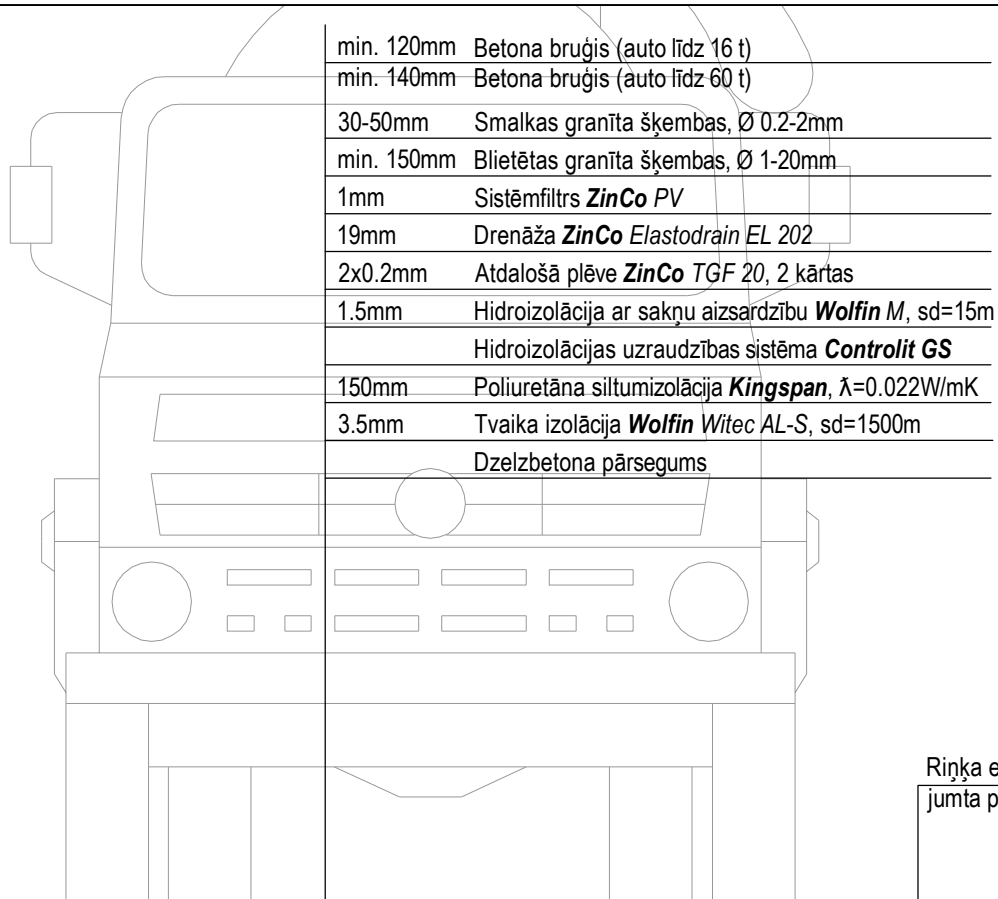 min. 120mm Betona bruģis (auto līdz 16 t)
min. 140mm Betona bruģis (auto līdz 60 t)
30-50mm Smalkas granīta šķembas, Ø 0.2-2mm
min. 150mm Blietētas granīta šķembas, Ø 1-20mm
1mm Sistēmfiltrs ZinCo PV
19mm Drenāža ZinCo Elastodrain EL 202
2x0.2mm Atdalošā plēve ZinCo TGF 20, 2 kārtas
1.5mm Hidroizolācija ar sakņu aizsardzību Wolfin M, sd=15m
Hidroizolācijas uzraudzības sistēma Controlit GS
150mm Poliuretāna siltumizolācija Kingspan, ƛ=0.022W/mK
3.5mm Tvaika izolācija Wolfin Witec AL-S, sd=1500m
Dzelzbetona pārsegums
Riņķa
jumta